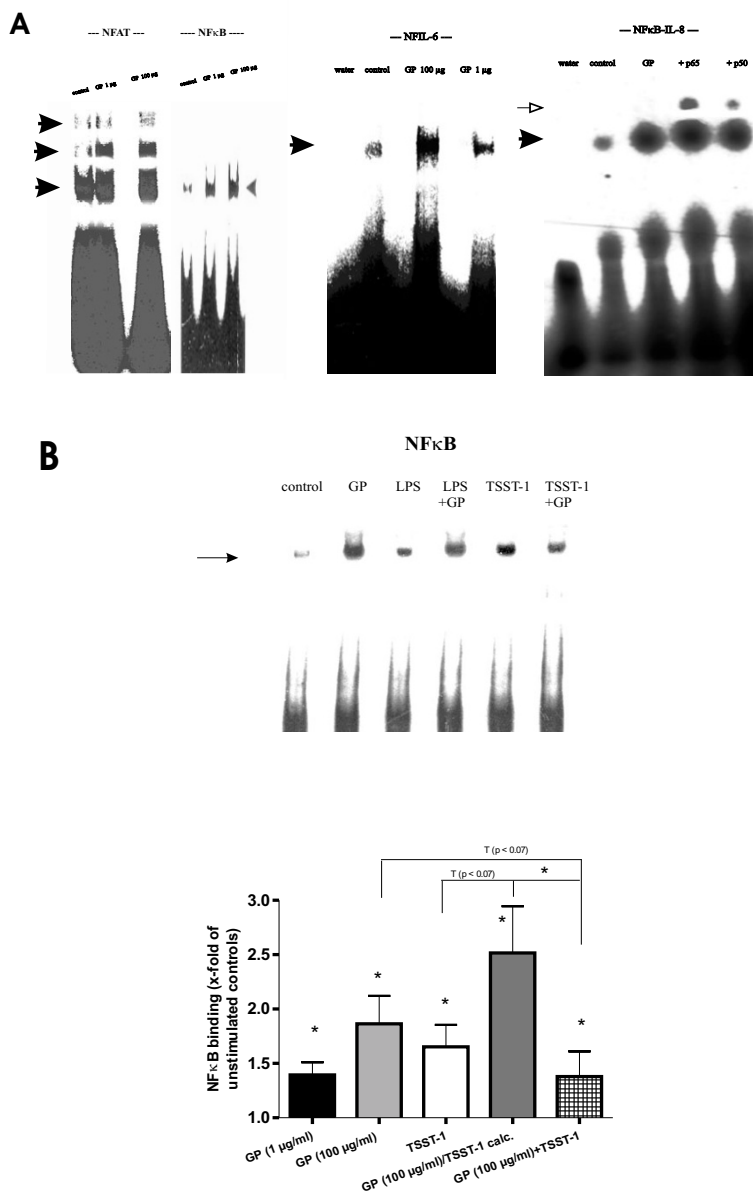 A
--- NFAT ---
---- NFκB ----
control
GP 1 µg
GP 100 µg
control
GP 1 µg
GP 100 µg
— NFIL-6 —
water control GP 100 µg GP 1 µg
— NFκB-IL-8 —
water control GP + p65 + p50
B
NFκB
control GP LPS LPS TSST-1 TSST-1
+GP +GP
T (p < 0.07)
T (p < 0.07)
*
NFκB binding (x-fold of
unstimulated controls)
3.0
2.5
2.0
1.5
1.0
*
*
*
*
*
GP (1 µg/ml)
GP (100 µg/ml)
TSST-1
GP (100 µg/ml)/TSST-1 calc.
GP (100 µg/ml)+TSST-1